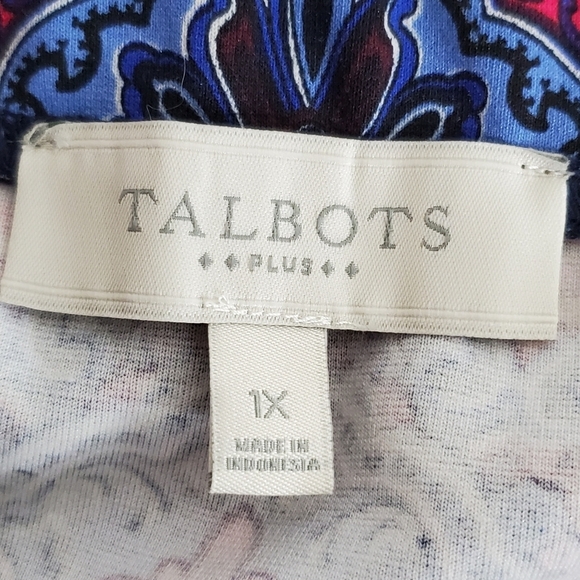 TALBOTS
♦♦PLUS♦♦
1X
MADE IN
INDONESIA